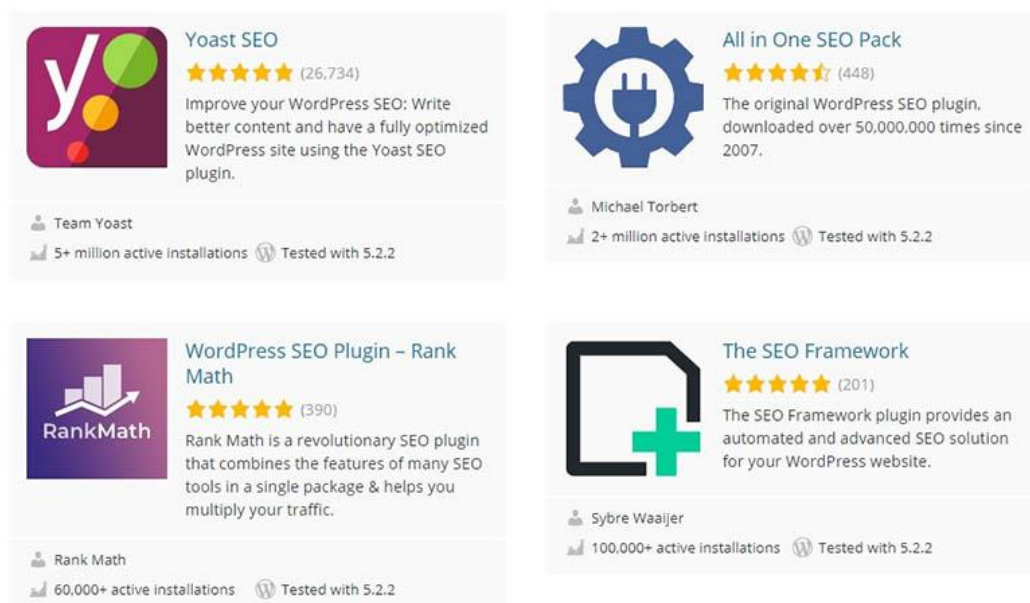 Yoast SEO
(26,734)
Improve your WordPress SEO: Write
better content and have a fully optimized
WordPress site using the Yoast SEO
plugin.
Team Yoast
5+ million active installations Tested with 5.2.2
All in One SEO Pack
(448)
The original WordPress SEO plugin,
downloaded over 50,000,000 times since
2007.
Michael Torbert
2+ million active installations Tested with 5.2.2
RankMath
WordPress SEO Plugin – Rank
Math
(390)
Rank Math is a revolutionary SEO plugin
that combines the features of many SEO
tools in a single package & helps you
multiply your traffic.
Rank Math
60,000+ active installations Tested with 5.2.2
The SEO Framework
(201)
The SEO Framework plugin provides an
automated and advanced SEO solution
for your WordPress website.
Sybre Waaijer
100,000+ active installations Tested with 5.2.2